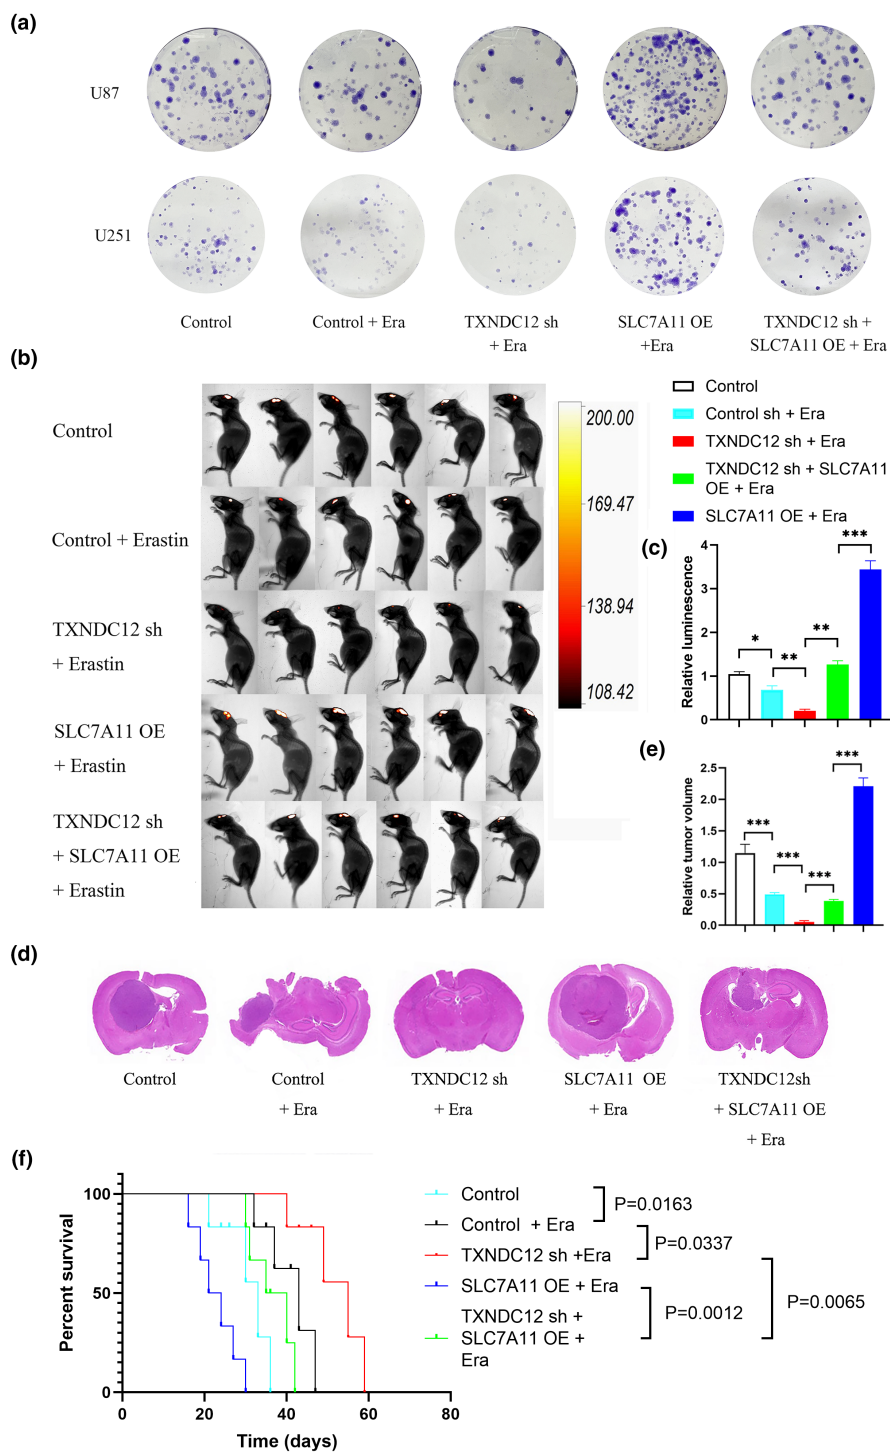 (a)
U87
U251
Control
Control + Era
TXNDC12 sh
+ Era
SLC7A11 OE
+Era
TXNDC12 sh +
SLC7A11 OE + Era
(b)
Control
Control + Erastin
TXNDC12 sh
+ Erastin
SLC7A11 OE
+ Erastin
TXNDC12 sh
+ SLC7A11 OE
+ Erastin
200.00
169.47
138.94
108.42
Control
Control sh + Era
TXNDC12 sh + Era
TXNDC12 sh + SLC7A11
OE + Era
SLC7A11 OE + Era
(c)
Relative luminescence
4
3
2
1
0
*
**
**
***
(e)
Relative tumor volume
2.5
2.0
1.5
1.0
0.5
0.0
***
***
***
***
(d)
Control
Control
+ Era
TXNDC12 sh
+ Era
SLC7A11 OE
+ Era
TXNDC12sh
+ SLC7A11 OE
+ Era
(f)
Percent survival
100
50
0
0 20 40 60 80
Time (days)
Control
Control + Era
TXNDC12 sh +Era
SLC7A11 OE + Era
TXNDC12 sh +
SLC7A11 OE +
Era
P=0.0163
P=0.0337
P=0.0012
P=0.0065